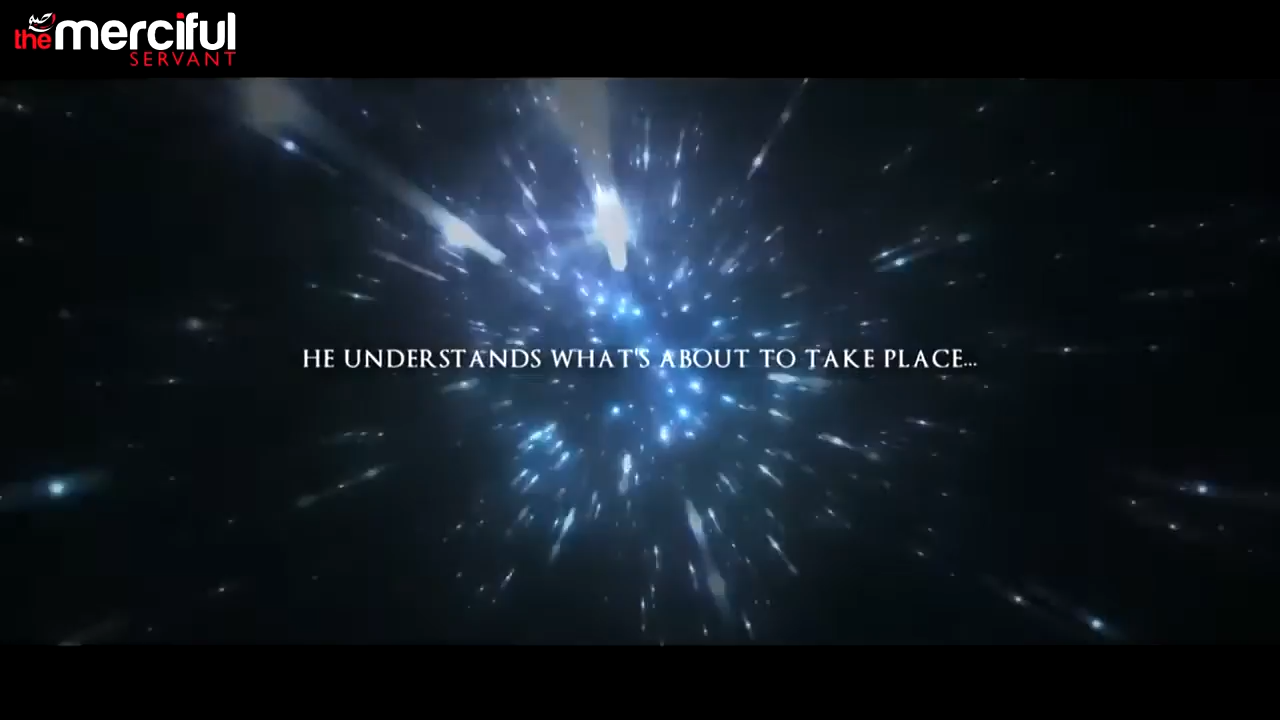 the merciful
SERVANT
HE UNDERSTANDS WHAT'S ABOUT TO TAKE PLACE...